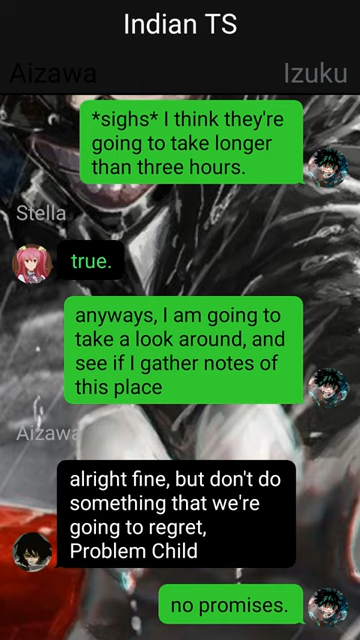 Indian TS
Aizawa
Izuku
*sighs* I think they're
going to take longer
than three hours.
Stella
true.
anyways, I am going to
take a look around, and
see if I gather notes of
this place
Aizawa
alright fine, but don't do
something that we're
going to regret,
Problem Child
no promises.